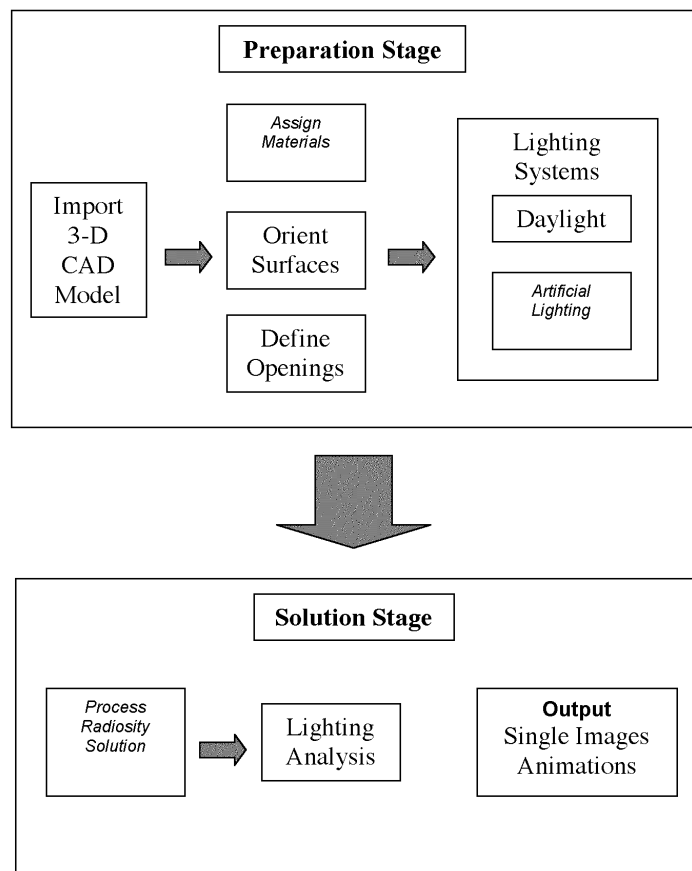 Preparation Stage
Import
3-D
CAD
Model
Assign
Materials
Orient
Surfaces
Define
Openings
Lighting
Systems
Daylight
Artificial
Lighting
Solution Stage
Process
Radiosity
Solution
Lighting
Analysis
Output
Single Images
Animations